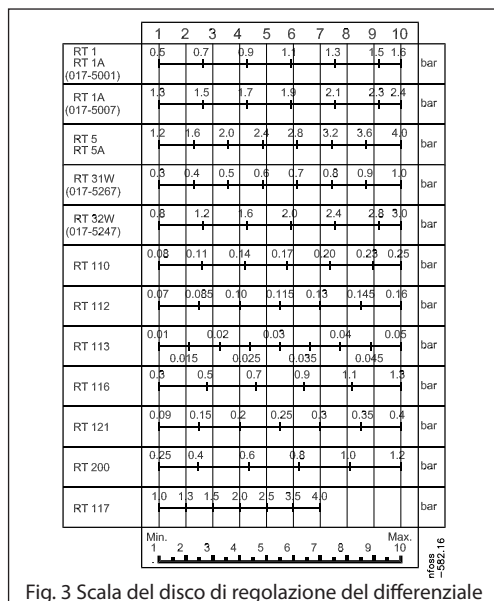 1 2 3 4 5 6 7 8 9 10
RT 1
RT 1A
(017-5001)
0.5 0.7 0.9 1.1 1.3 1.5 1.6
bar
RT 1A
(017-5007)
1.3 1.5 1.7 1.9 2.1 2.3 2.4
bar
RT 5
RT 5A
1.2 1.6 2.0 2.4 2.8 3.2 3.6 4.0
bar
RT 31W
(017-5267)
0.3 0.4 0.5 0.6 0.7 0.8 0.9 1.0
bar
RT 32W
(017-5247)
0.8 1.2 1.6 2.0 2.4 2.8 3.0
bar
RT 110
0.08 0.11 0.14 0.17 0.20 0.23 0.25
bar
RT 112
0.07 0.085 0.10 0.115 0.13 0.145 0.16
bar
RT 113
0.01 0.02 0.03 0.04 0.05
0.015 0.025 0.035 0.045
bar
RT 116
0.3 0.5 0.7 0.9 1.1 1.3
bar
RT 121
0.09 0.15 0.2 0.25 0.3 0.35 0.4
bar
RT 200
0.25 0.4 0.6 0.8 1.0 1.2
bar
RT 117
1.0 1.3 1.5 2.0 2.5 3.5 4.0
bar
Min. Max.
1 2 3 4 5 6 7 8 9 10
nfoss
-582.16
Fig. 3 Scala del disco di regolazione del differenziale